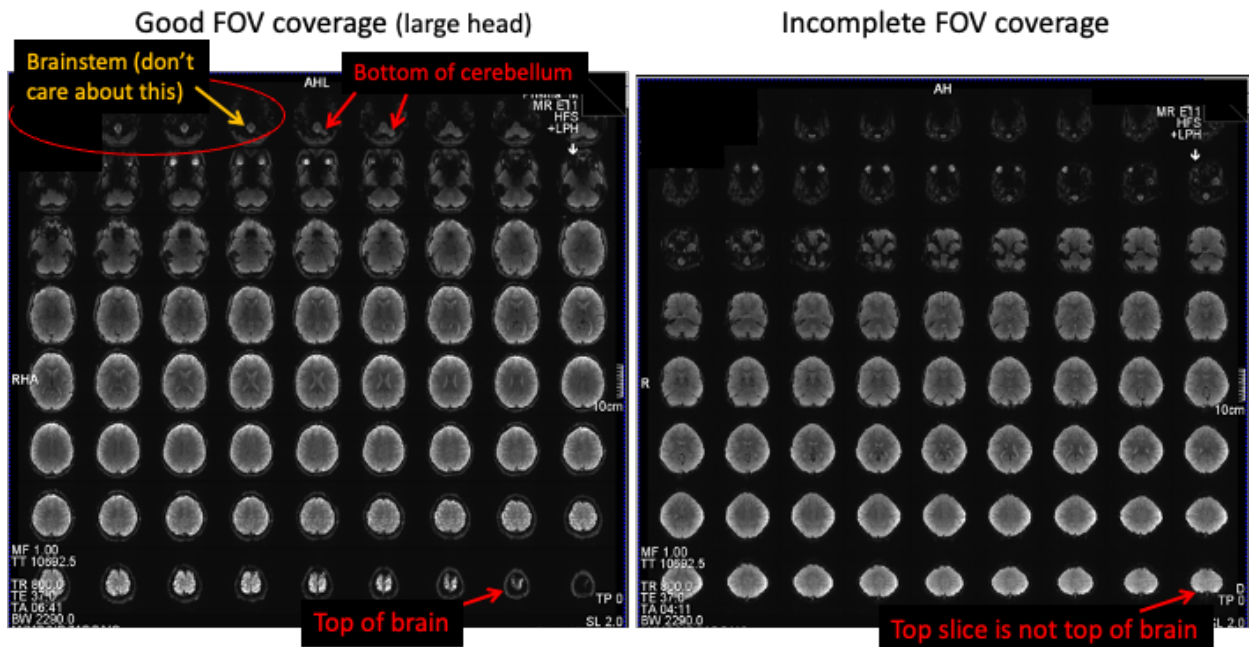 Good FOV coverage (large head)
Brainstem (don't
care about this)
Bottom of cerebellum
AHL
MR E11
HFS
+LPH
RHA
10cm
MF 1.00
TT 10692.5
TR 800.0
TE 37.0
TA 06:41
BW 2290.0
TP 0
SL 2.0
Top of brain
Incomplete FOV coverage
AH
MR E11
HFS
+LPH
R
10cm
MF 1.00
TT 10692.5
TR 800.0
TE 37.0
TA 04:11
BW 2290.0
D
TP 0
SL 2.0
Top slice is not top of brain